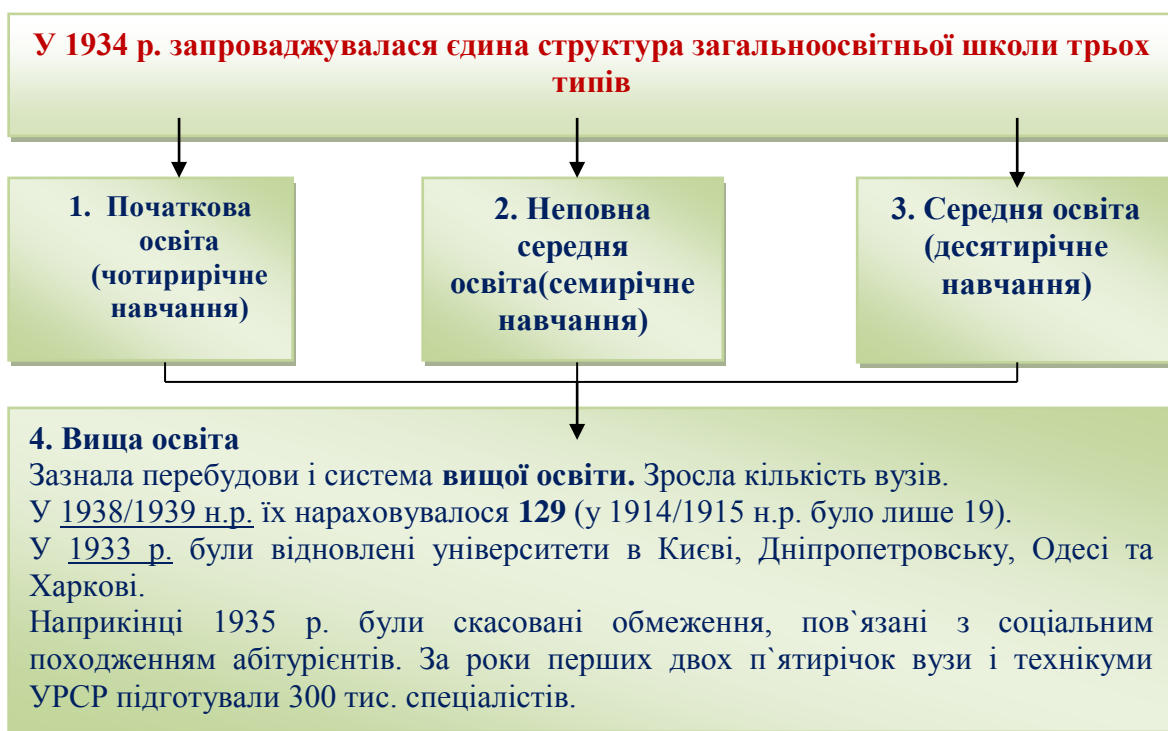 У 1934 р. запроваджувалася єдина структура загальноосвітньої школи трьох
типів
1. Початкова
освіта
(чотирирічне
навчання)
2. Неповна
середня
освіта(семирічне
навчання)
3. Середня освіта
(десятирічне
навчання)
4. Вища освіта
Зазнала перебудови і система вищої освіти. Зросла кількість вузів.
У 1938/1939 н.р. їх нараховувалося 129 (у 1914/1915 н.р. було лише 19).
У 1933 р. були відновлені університети в Києві, Дніпропетровську, Одесі та
Харкові.
Наприкінці 1935 р. були скасовані обмеження, пов`язані з соціальним
походженням абітурієнтів. За роки перших двох п`ятирічок вузи і технікуми
УРСР підготували 300 тис. спеціалістів.